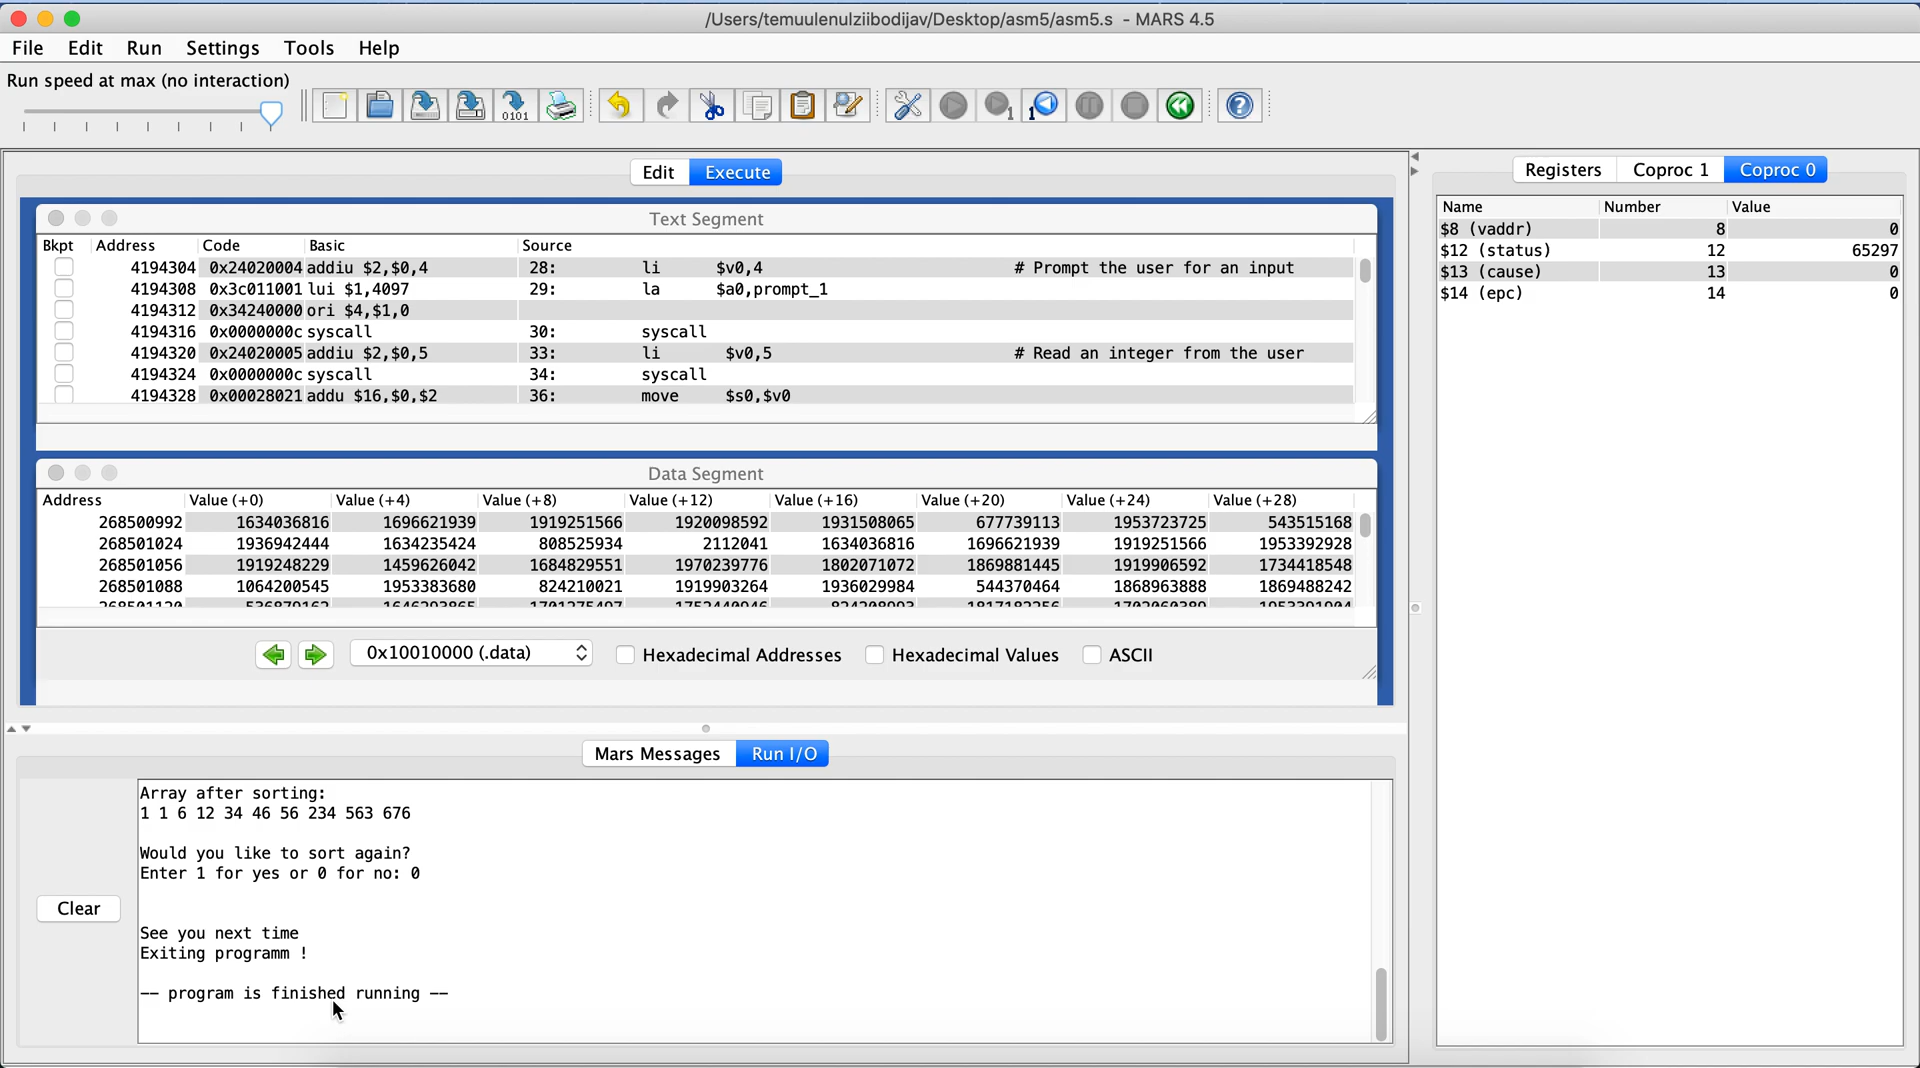 /Users/temuulenulziibodijav/Desktop/asm5/asm5.s - MARS 4.5
File Edit Run Settings Tools Help
Run speed at max (no interaction)
0101
1
1
Edit Execute
Registers Coproc 1 Coproc 0
Text Segment
Bkpt Address Code Basic Source
4194304 0x24020004 addiu $2,$0,4 28: li $v0,4 # Prompt the user for an input
4194308 0x3c011001 lui $1,4097 29: la $a0,prompt_1
4194312 0x34240000 ori $4,$1,0
4194316 0x0000000c syscall 30: syscall
4194320 0x24020005 addiu $2,$0,5 33: li $v0,5 # Read an integer from the user
4194324 0x0000000c syscall 34: syscall
4194328 0x00028021 addu $16,$0,$2 36: move $s0,$v0
Name Number Value
$8 (vaddr) 8 0
$12 (status) 12 65297
$13 (cause) 13 0
$14 (epc) 14 0
Data Segment
Address Value (+0) Value (+4) Value (+8) Value (+12) Value (+16) Value (+20) Value (+24) Value (+28)
268500992 1634036816 1696621939 1919251566 1920098592 1931508065 677739113 1953723725 543515168
268501024 1936942444 1634235424 808525934 2112041 1634036816 1696621939 1919251566 1953392928
268501056 1919248229 1459626042 1684829551 1970239776 1802071072 1869881445 1919906592 1734418548
268501088 1064200545 1953383680 824210021 1919903264 1936029984 544370464 1868963888 1869488242
0x10010000 (.data) Hexadecimal Addresses Hexadecimal Values ASCII
Mars Messages Run I/O
Array after sorting:
1 1 6 12 34 46 56 234 563 676
Would you like to sort again?
Enter 1 for yes or 0 for no: 0
Clear
See you next time
Exiting programm !
-- program is finished running --